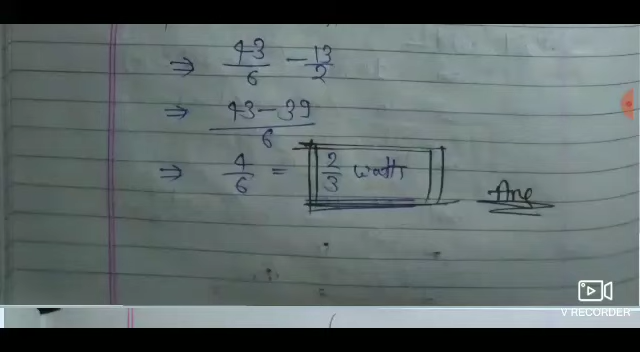 ⇒ 43/6 − 13/2
⇒ 43−39/6
⇒ 4/6 = 2/3 watts Ans
V RECORDER